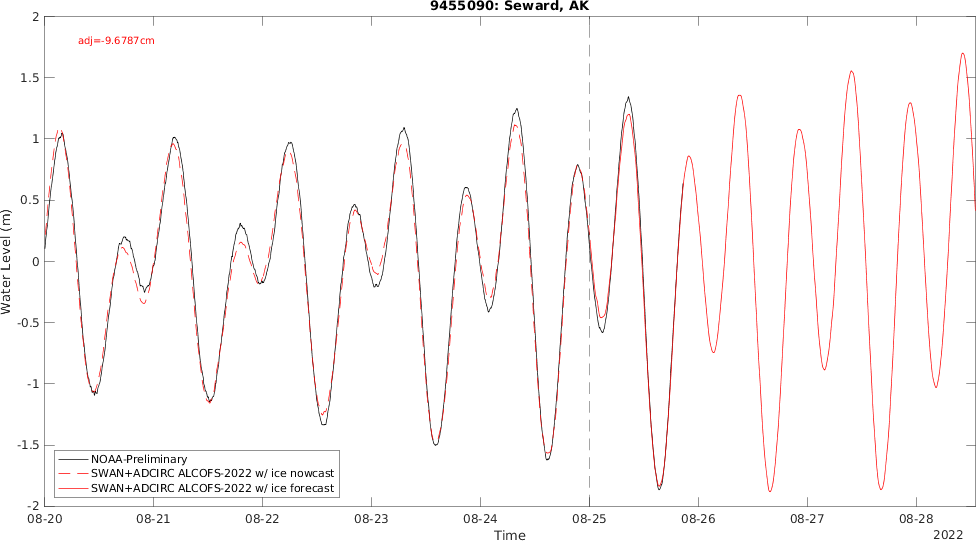 9455090: Seward, AK
adj=-9.6787cm
2
1.5
1
0.5
0
-0.5
-1
-1.5
-2
Water Level (m)
NOAA-Preliminary
SWAN+ADCIRC ALCOFS-2022 w/ ice nowcast
SWAN+ADCIRC ALCOFS-2022 w/ ice forecast
08-20 08-21 08-22 08-23 08-24 08-25 08-26 08-27 08-28
Time
2022